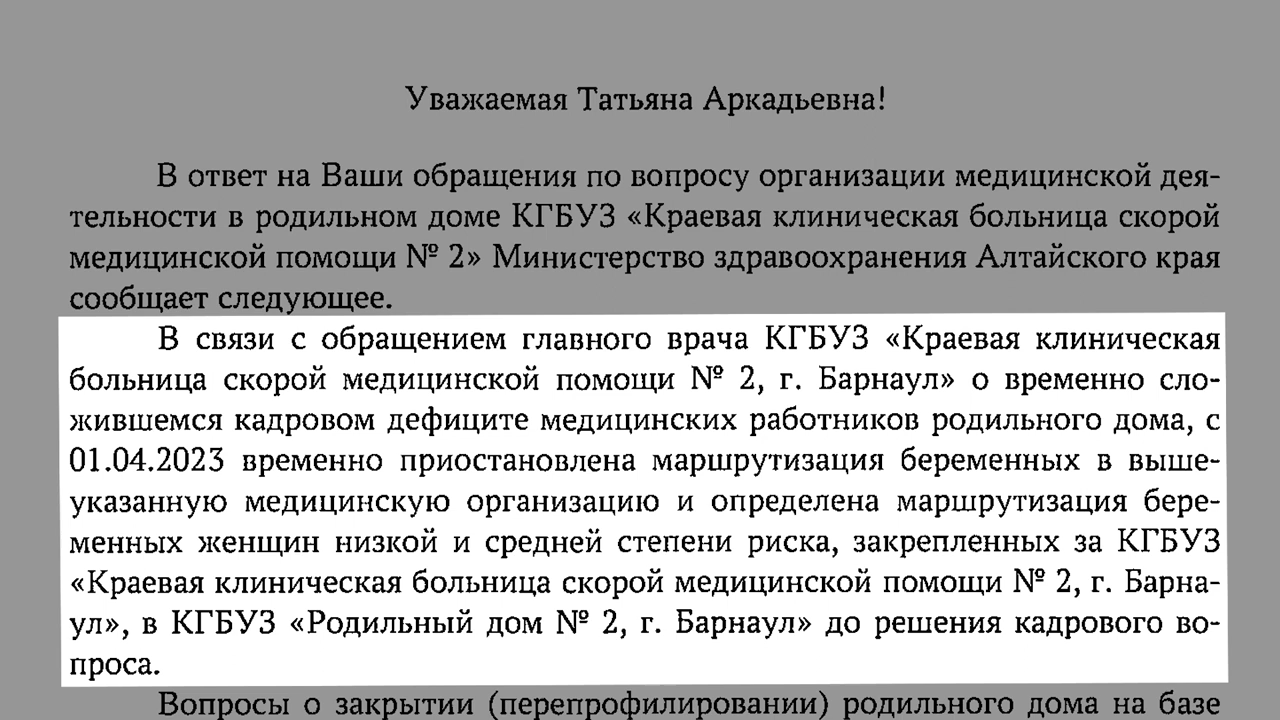 Уважаемая Татьяна Аркадьевна!
В ответ на Ваши обращения по вопросу организации медицинской дея-
тельности в родильном доме КГБУЗ «Краевая клиническая больница скорой
медицинской помощи № 2» Министерство здравоохранения Алтайского края
сообщает следующее.
В связи с обращением главного врача КГБУЗ «Краевая клиническая
больница скорой медицинской помощи № 2, г. Барнаул» о временно сло-
жившемся кадровом дефиците медицинских работников родильного дома, с
01.04.2023 временно приостановлена маршрутизация беременных в выше-
указанную медицинскую организацию и определена маршрутизация бере-
менных женщин низкой и средней степени риска, закрепленных за КГБУЗ
«Краевая клиническая больница скорой медицинской помощи № 2, г. Барна-
ул», в КГБУЗ «Родильный дом № 2, г. Барнаул» до решения кадрового во-
проса.
Вопросы о закрытии (перепрофилировании) родильного дома на базе